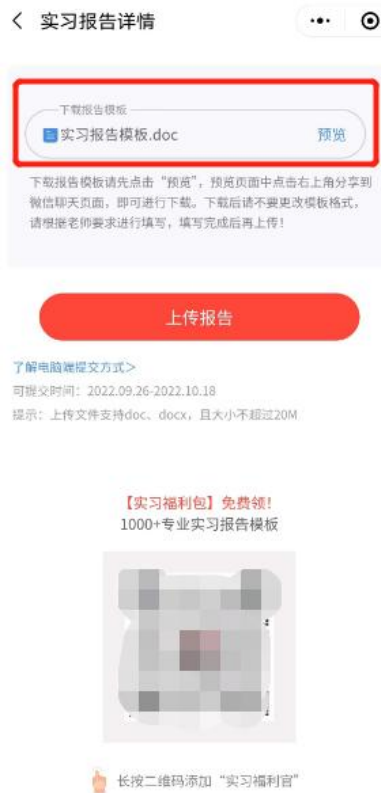 实习报告详情
下载报告模板
实习报告模板.doc 预览
下载报告模板请先点击“预览”，预览页面中点击右上角分享到
微信聊天页面，即可进行下载。下载后请不要更改模板格式，
请根据老师要求进行填写，填写完成后再上传！
上传报告
了解电脑端提交方式>
可提交时间：2022.09.26-2022.10.18
提示：上传文件支持doc、docx，且大小不超过20M
【实习福利包】免费领！
1000+专业实习报告模板
长按二维码添加“实习福利官”